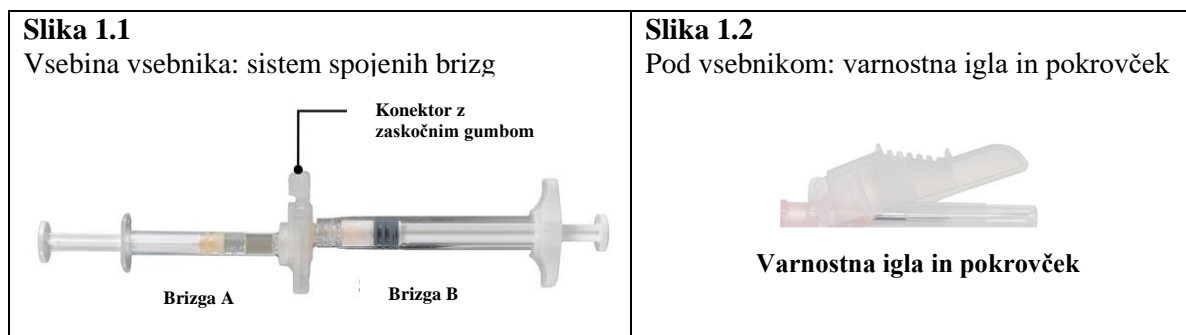 Slika 1.1
Vsebina vsebnika: sistem spojenih brizg
Konektor z
zaskočnim gumbom
Brizga A
Brizga B
Slika 1.2
Pod vsebnikom: varnostna igla in pokrovček
Varnostna igla in pokrovček